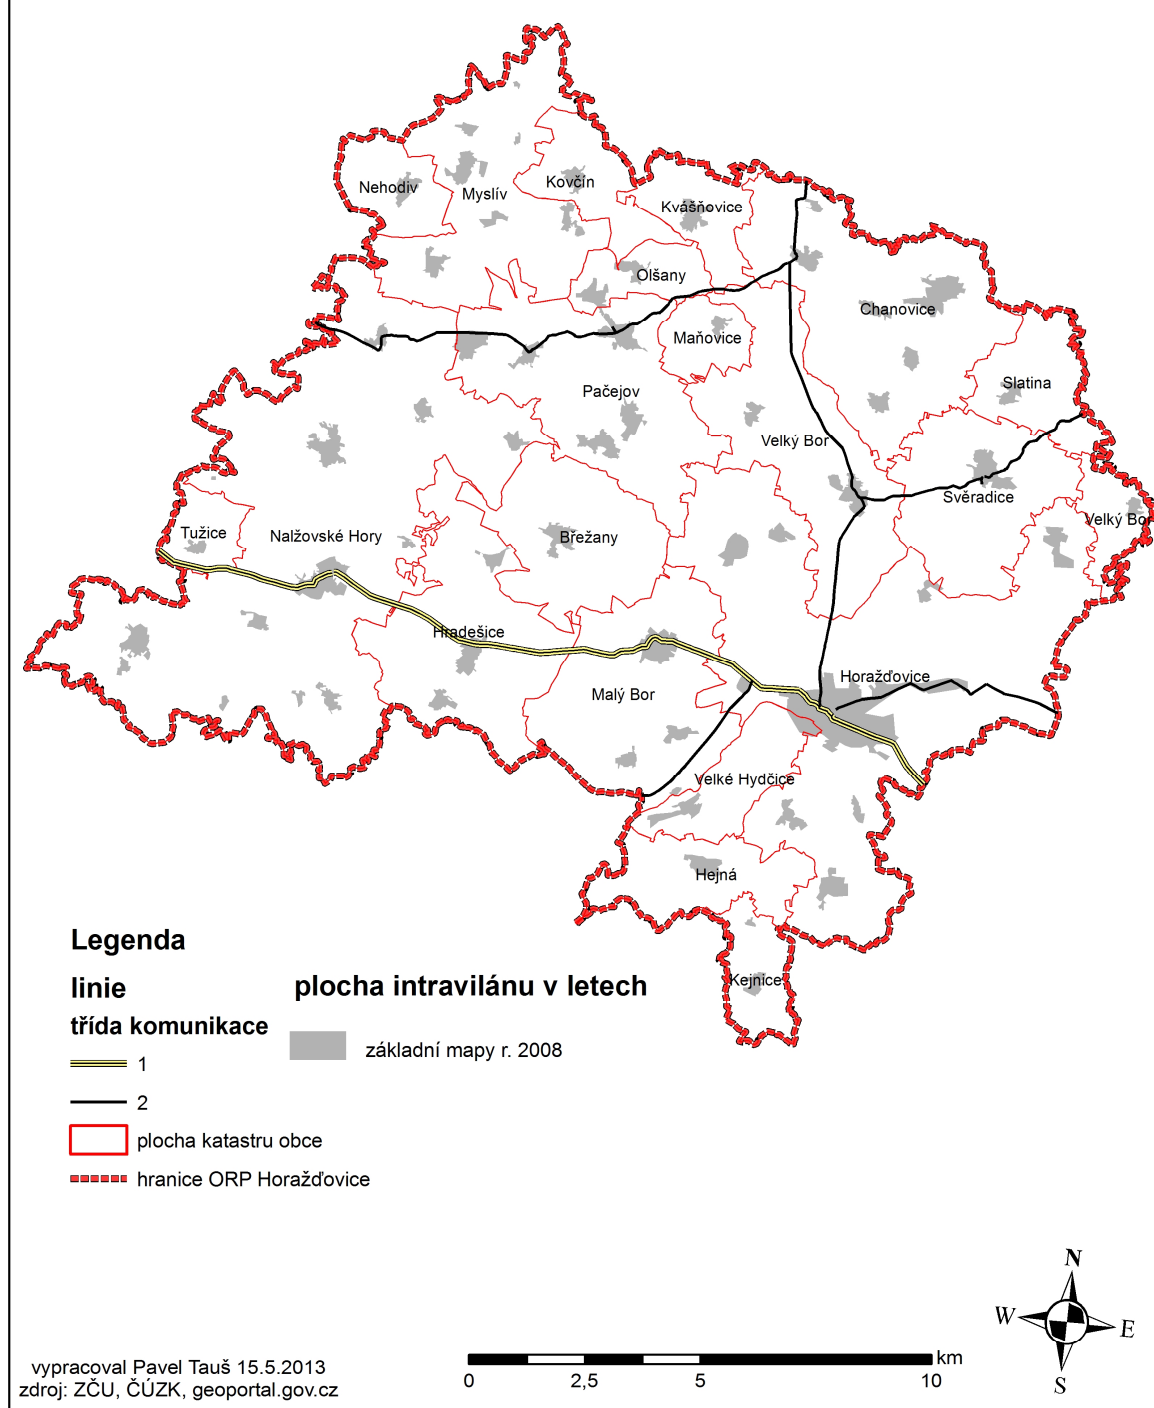 Nehodiv
Myslív
Kovčín
Kvášňovice
Olšany
Chanovice
Maňovice
Slatina
Pačejov
Velký Bor
Svěradice
Velký Bor
Tužice
Nalžovské Hory
Břežany
Hradešice
Horažďovice
Malý Bor
Velké Hydčice
Hejná
Kejnice
Legenda
linie
plocha intravilánu v letech
třída komunikace
základní mapy r. 2008
1
2
plocha katastru obce
hranice ORP Horažďovice
N
W
E
S
km
0
2,5
5
10
vypracoval Pavel Tauš 15.5.2013
zdroj: ZČU, ČÚZK, geoportal.gov.cz